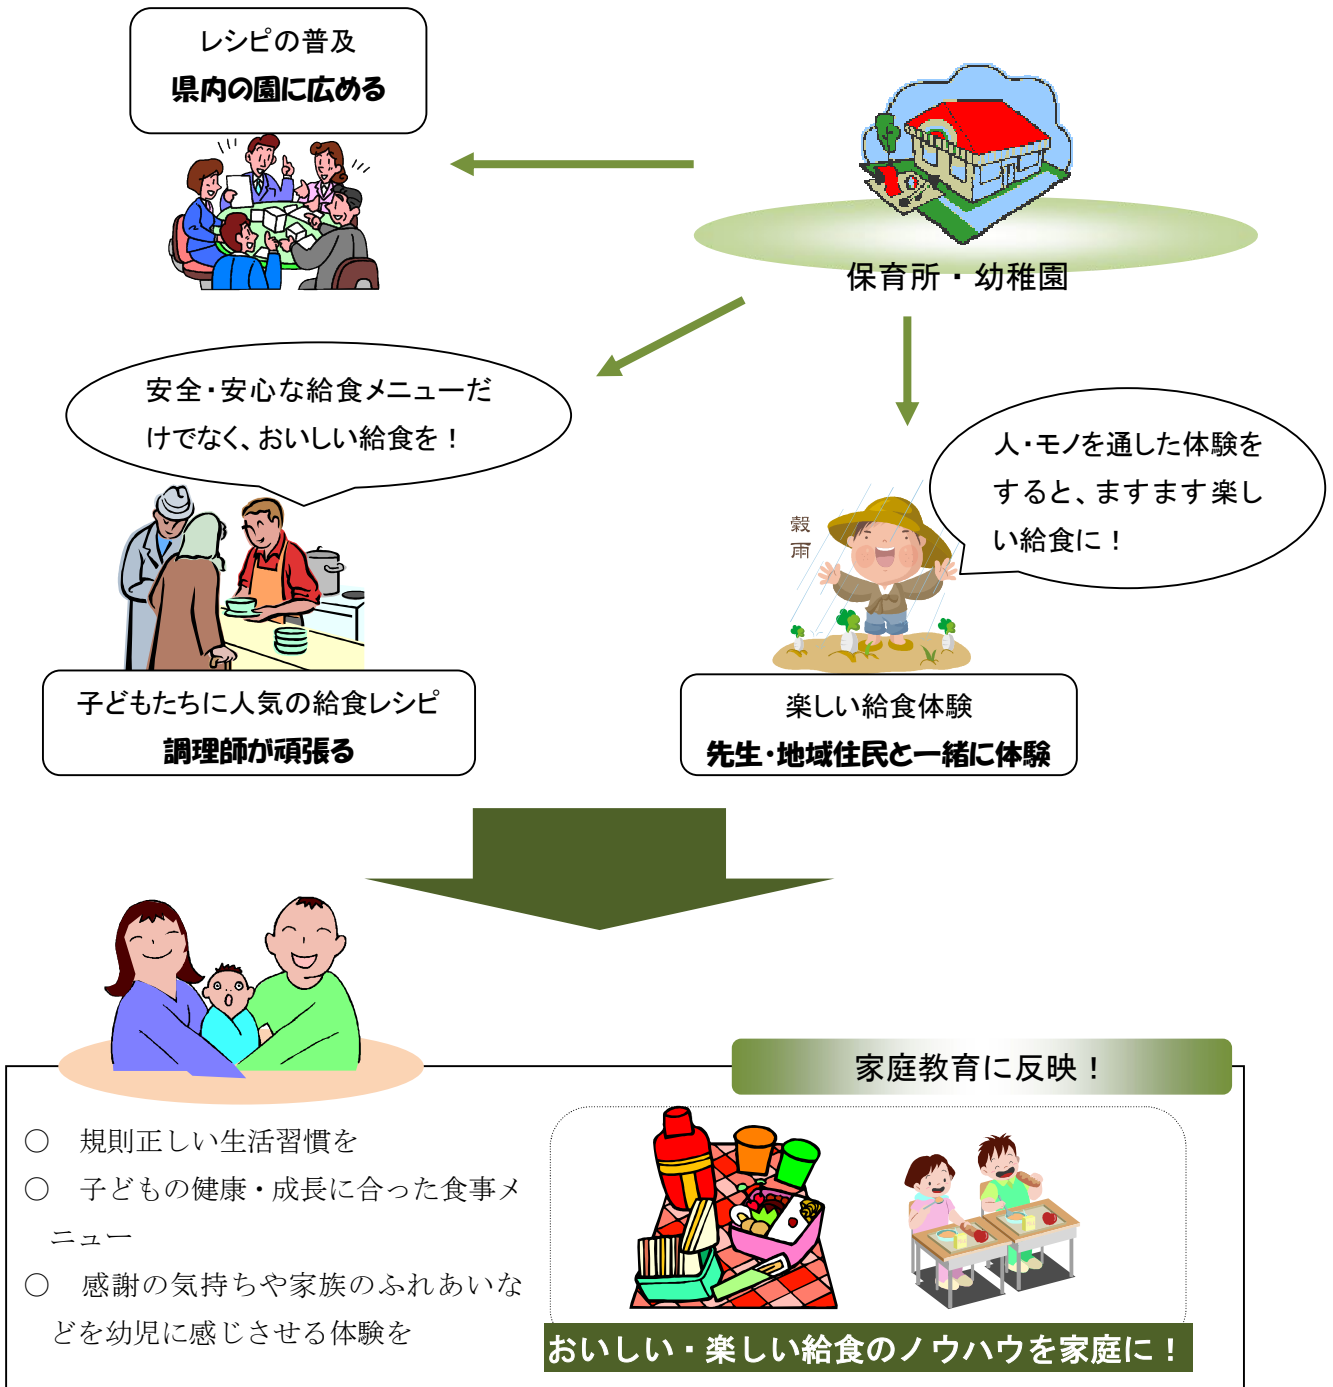 レシピの普及
県内の園に広める
保育所・幼稚園
安全・安心な給食メニューだ
けでなく、おいしい給食を！
人・モノを通した体験を
すると、ますます楽し
い給食に！
穀
雨
子どもたちに人気の給食レシピ
調理師が頑張る
楽しい給食体験
先生・地域住民と一緒に体験
家庭教育に反映！
○　規則正しい生活習慣を
○　子どもの健康・成長に合った食事メ
ニュー
○　感謝の気持ちや家族のふれあいな
どを幼児に感じさせる体験を
おいしい・楽しい給食のノウハウを家庭に！